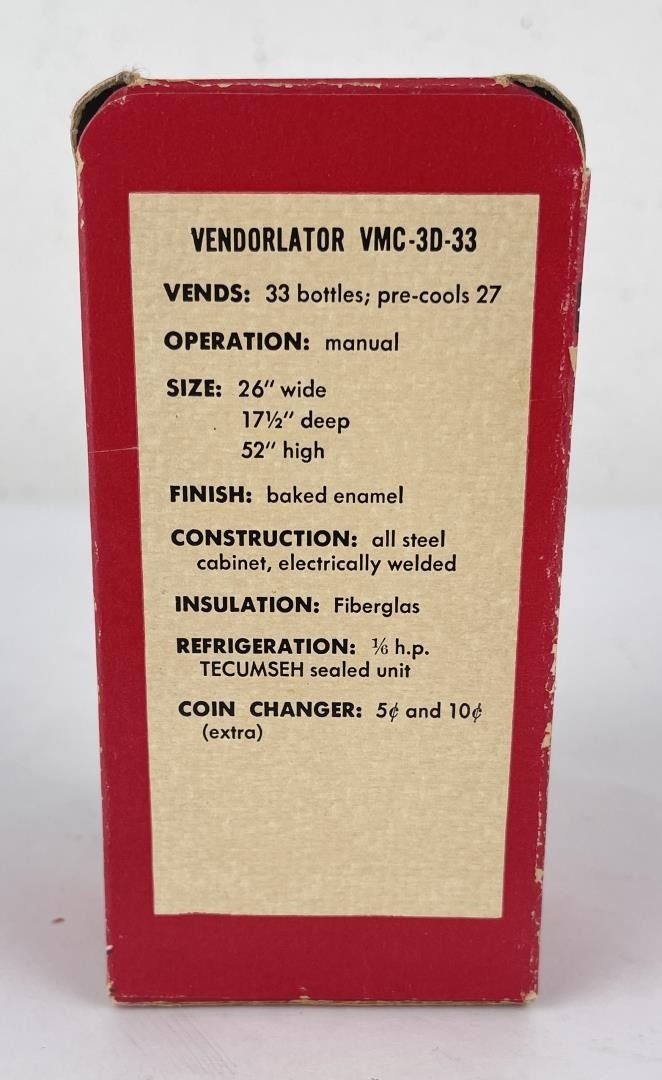 VENDORLATOR VMC-3D-33
VENDS: 33 bottles; pre-cools 27
OPERATION: manual
SIZE: 26″ wide
17½″ deep
52″ high
FINISH: baked enamel
CONSTRUCTION: all steel
cabinet, electrically welded
INSULATION: Fiberglas
REFRIGERATION: ⅙ h.p.
TECUMSEH sealed unit
COIN CHANGER: 5¢ and 10¢
(extra)